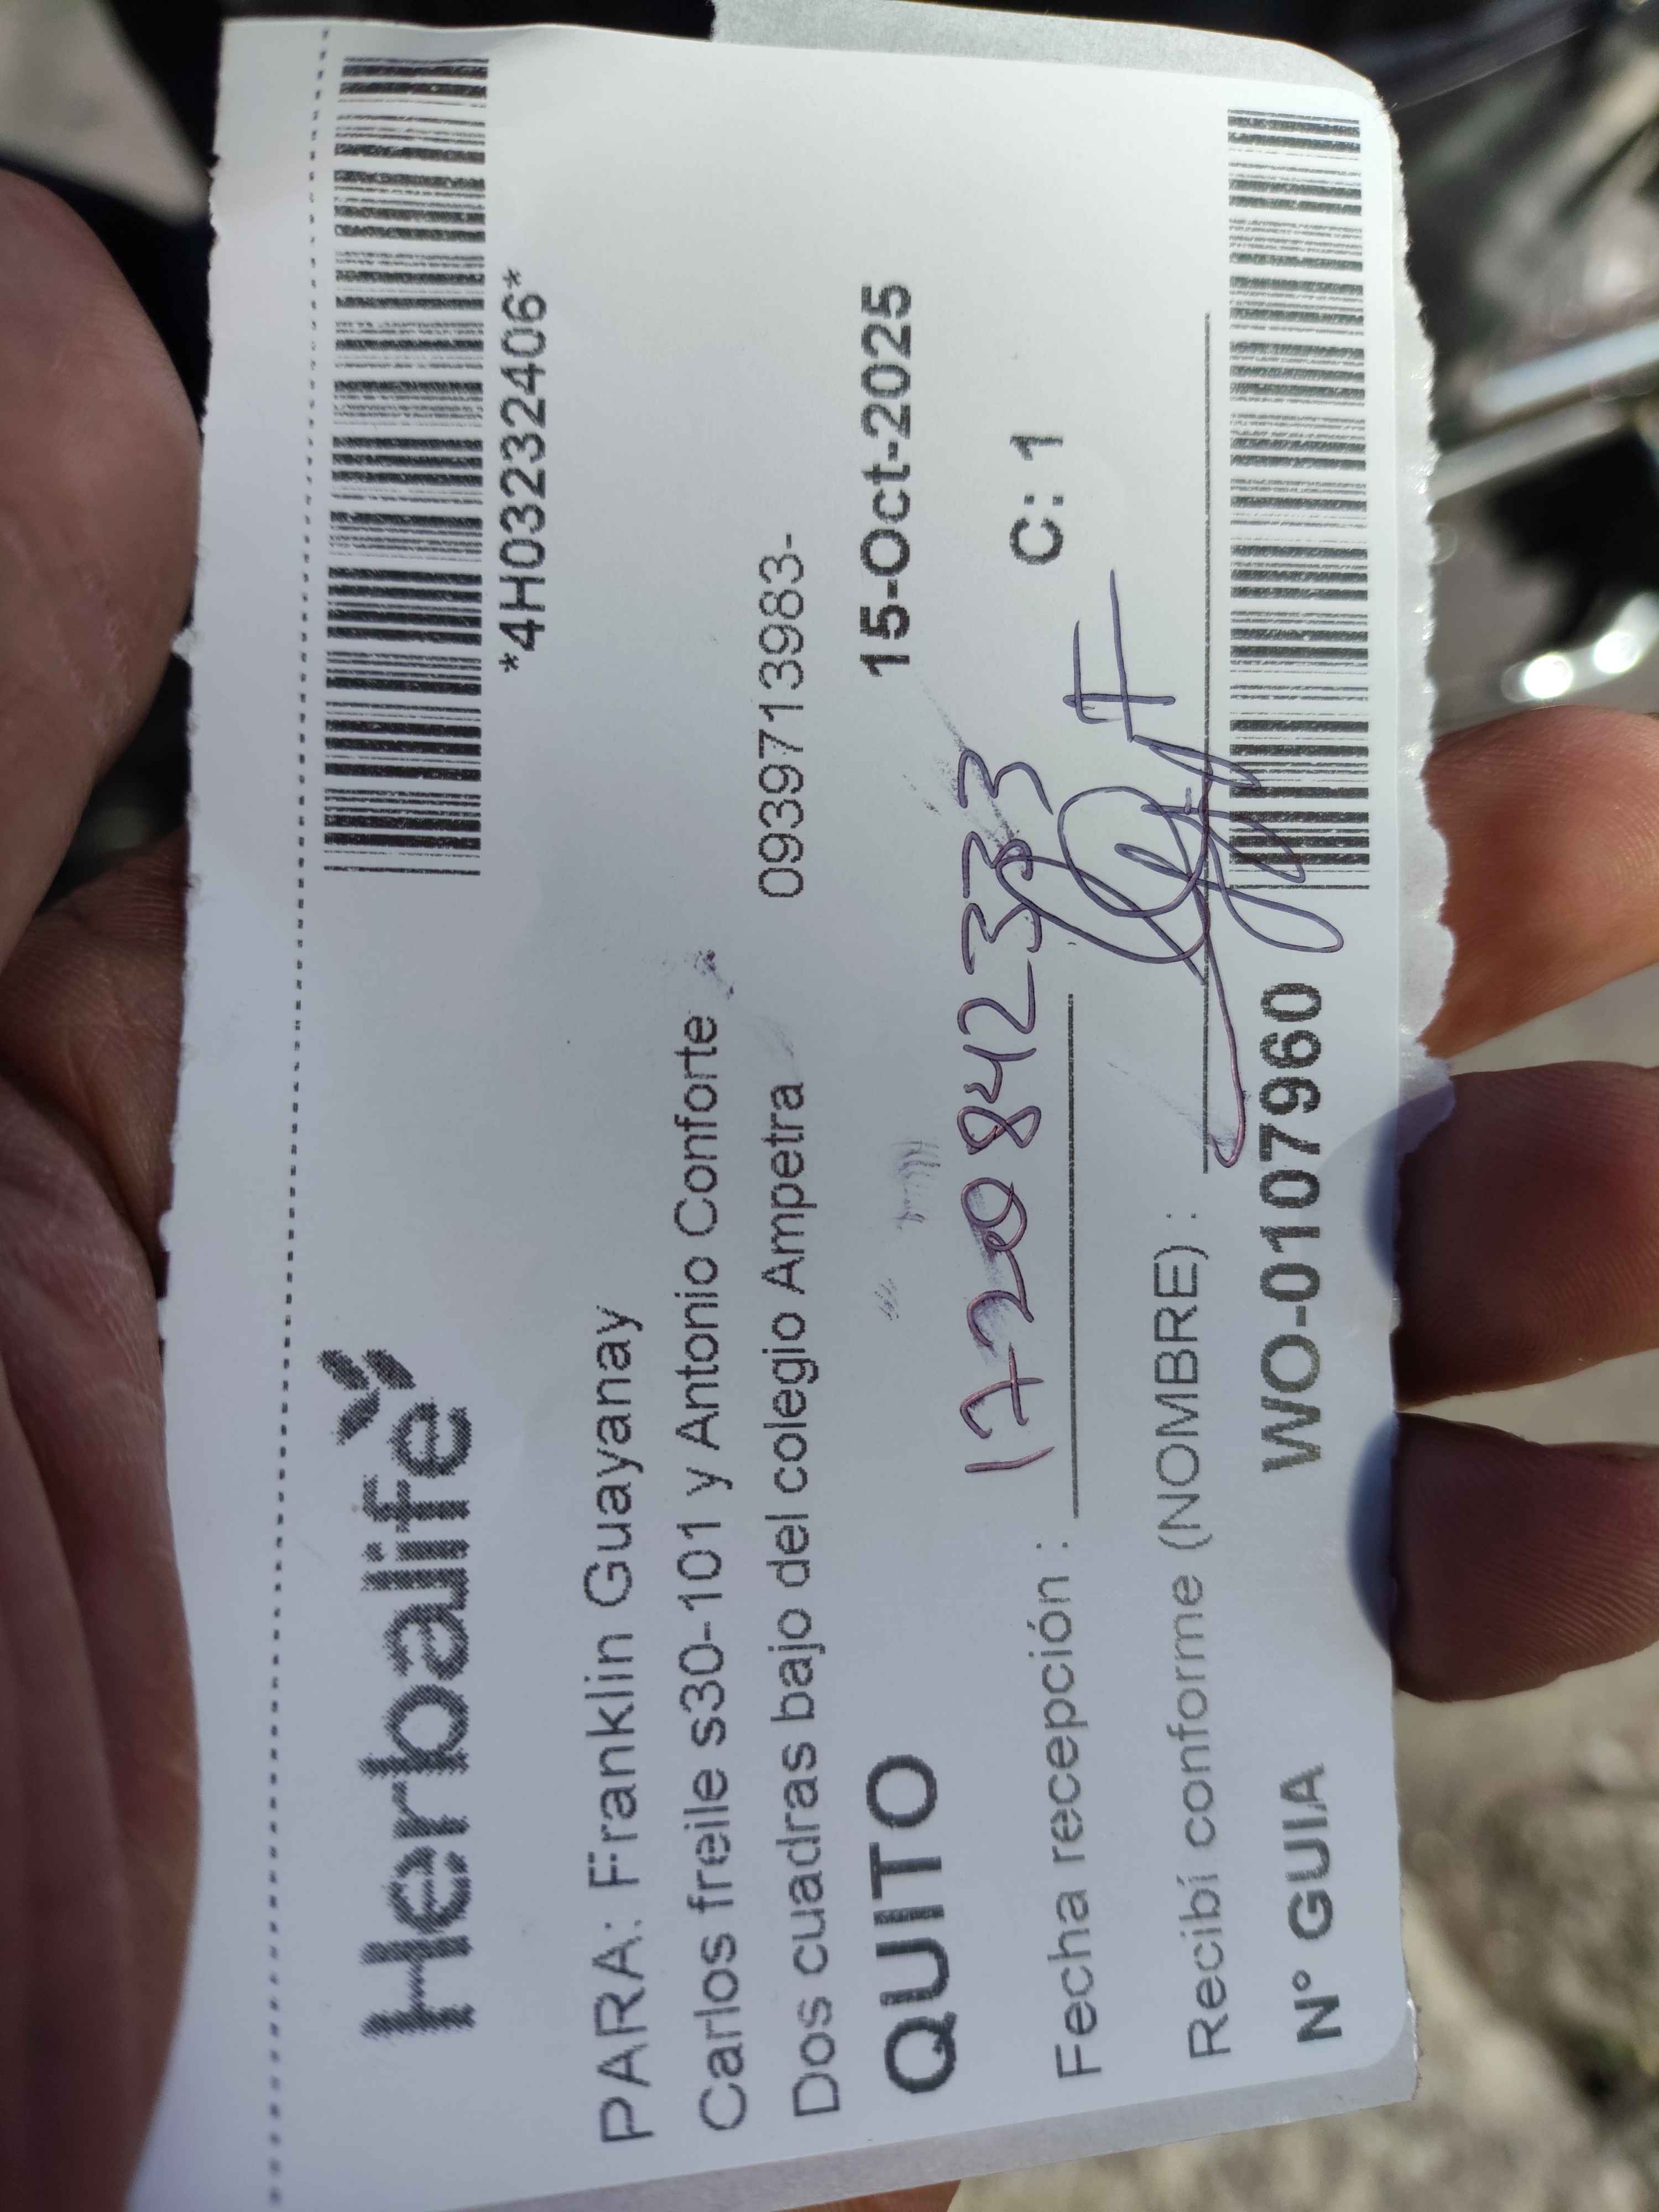 Herbalife
*4H03232406*
PARA: Franklin Guayanay
Carlos freile s30-101 y Antonio Conforte
Dos cuadras bajo del colegio Ampetra
0939713983-
QUITO
15-Oct-2025
1720842333
Fecha recepción :
C: 1
Recibí conforme (NOMBRE) :
N° GUIA
WO-0107960